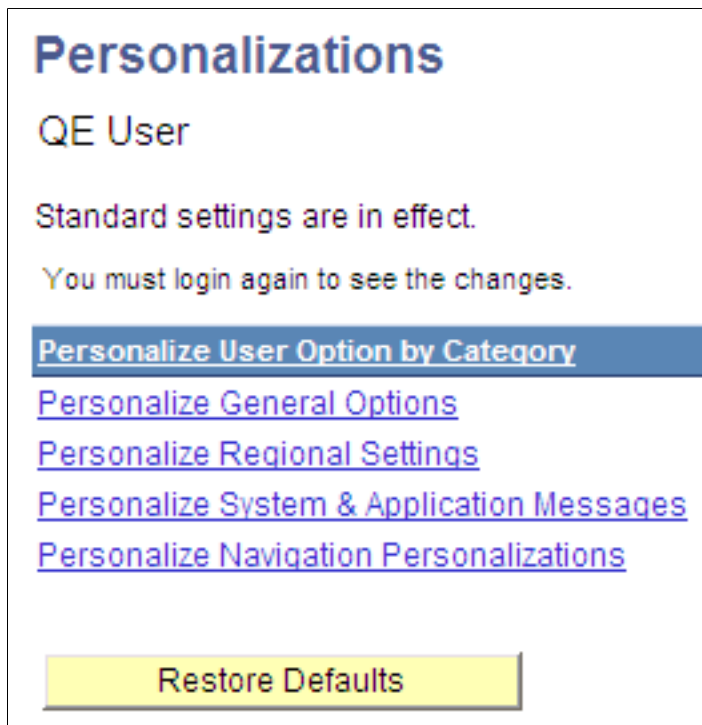 Personalizations
QE User
Standard settings are in effect.
You must login again to see the changes.
Personalize User Option by Category
Personalize General Options
Personalize Regional Settings
Personalize System & Application Messages
Personalize Navigation Personalizations
Restore Defaults